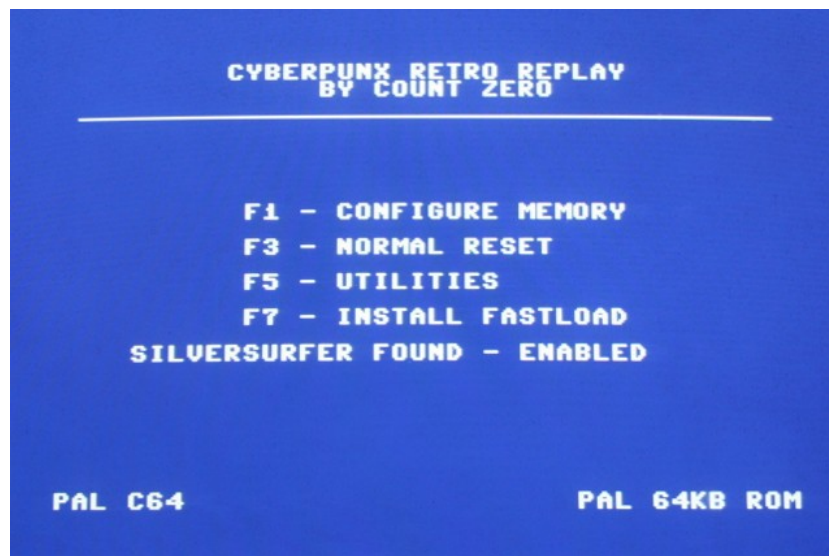 CYBERPUNX RETRO REPLAY
BY COUNT ZERO
F1 - CONFIGURE MEMORY
F3 - NORMAL RESET
F5 - UTILITIES
F7 - INSTALL FASTLOAD
SILVERSURFER FOUND - ENABLED
PAL C64
PAL 64KB ROM